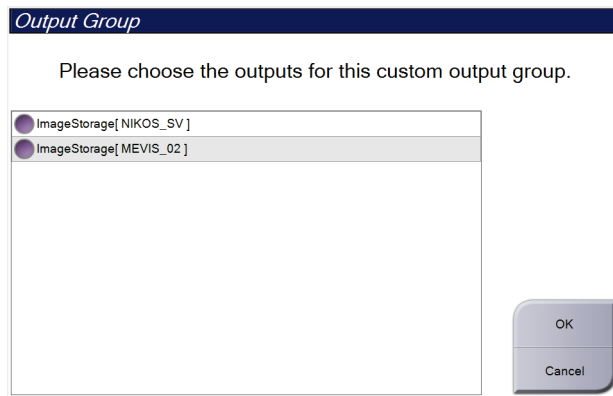 Output Group
Please choose the outputs for this custom output group.
ImageStorage[ NIKOS_SV ]
ImageStorage[ MEVIS_02 ]
OK
Cancel